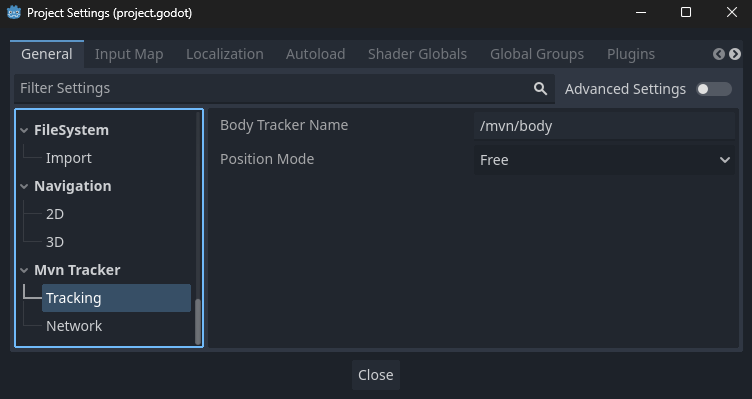 Project Settings (project.godot)
General Input Map Localization Autoload Shader Globals Global Groups Plugins
Filter Settings Advanced Settings
FileSystem
Import
Navigation
2D
3D
Mvn Tracker
Tracking
Network
Body Tracker Name /mvn/body
Position Mode Free
Close